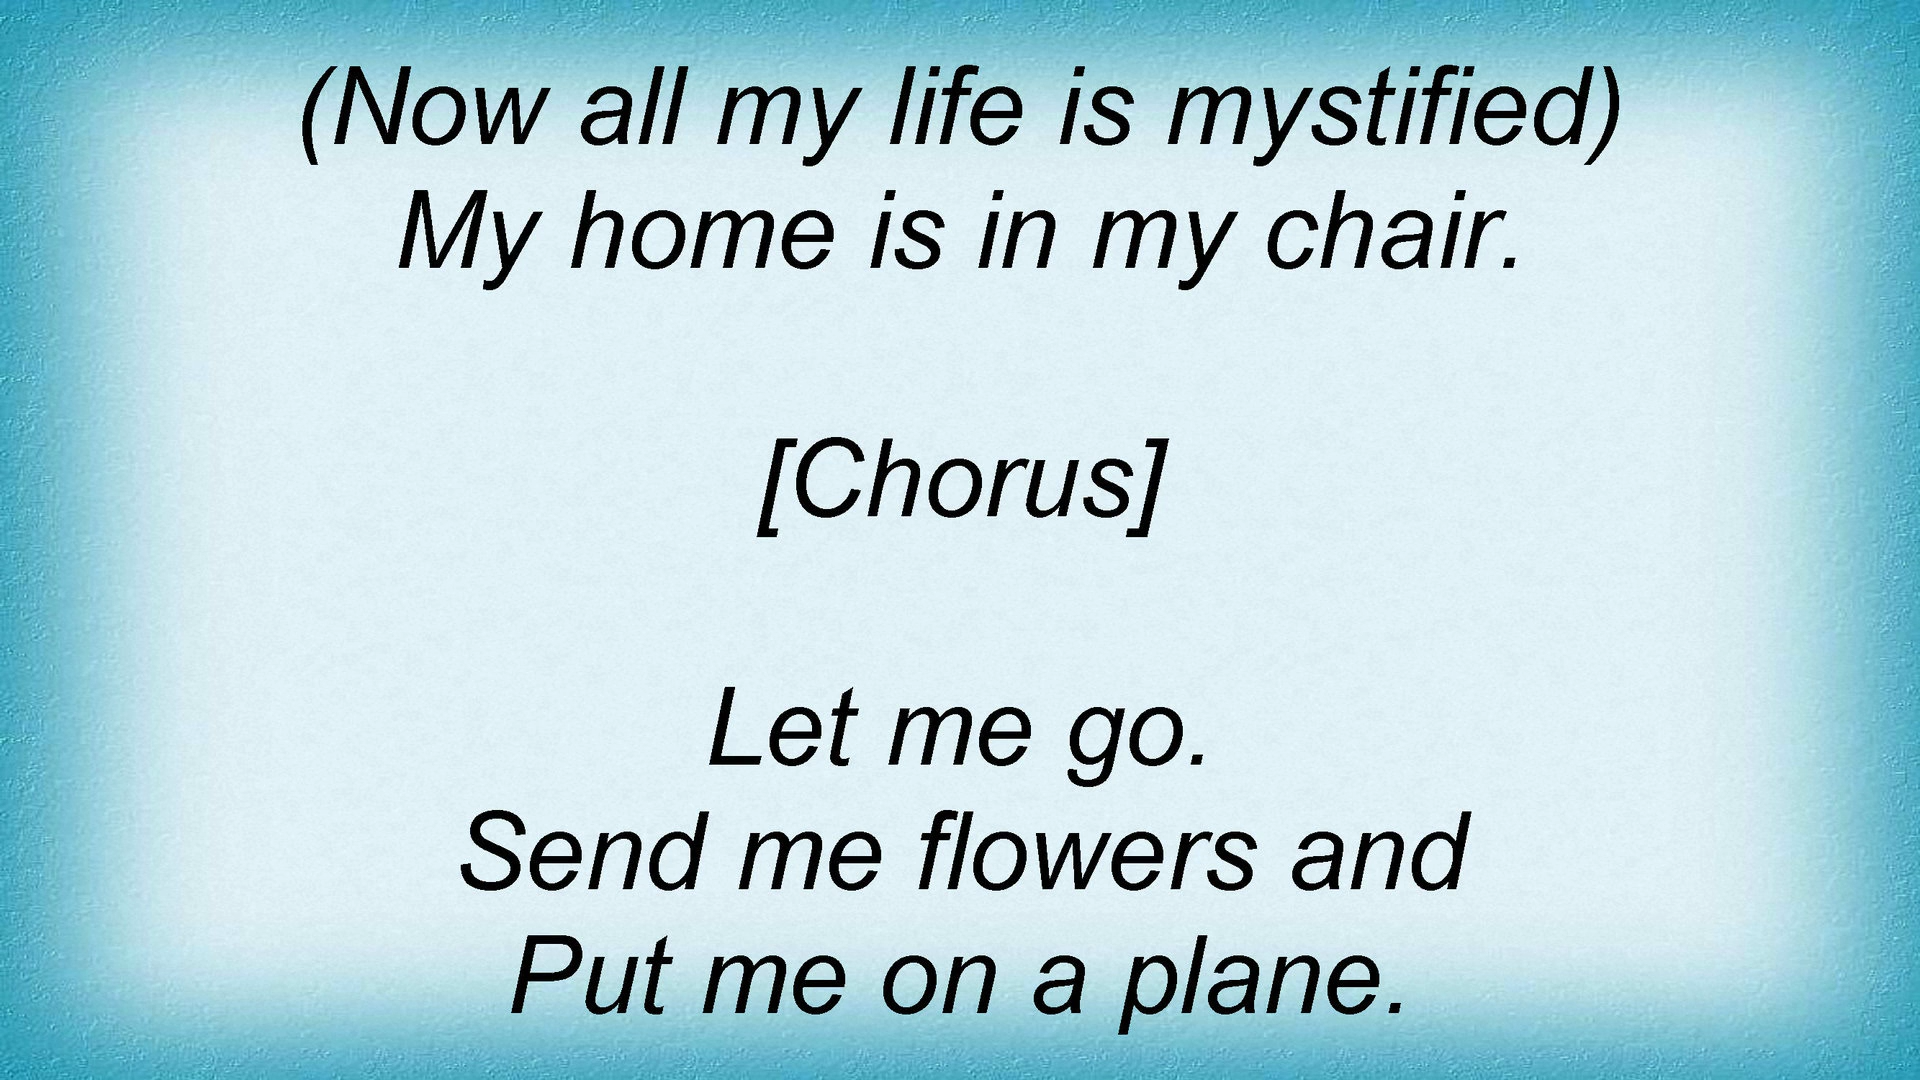 (Now all my life is mystified)
My home is in my chair.
[Chorus]
Let me go.
Send me flowers and
Put me on a plane.